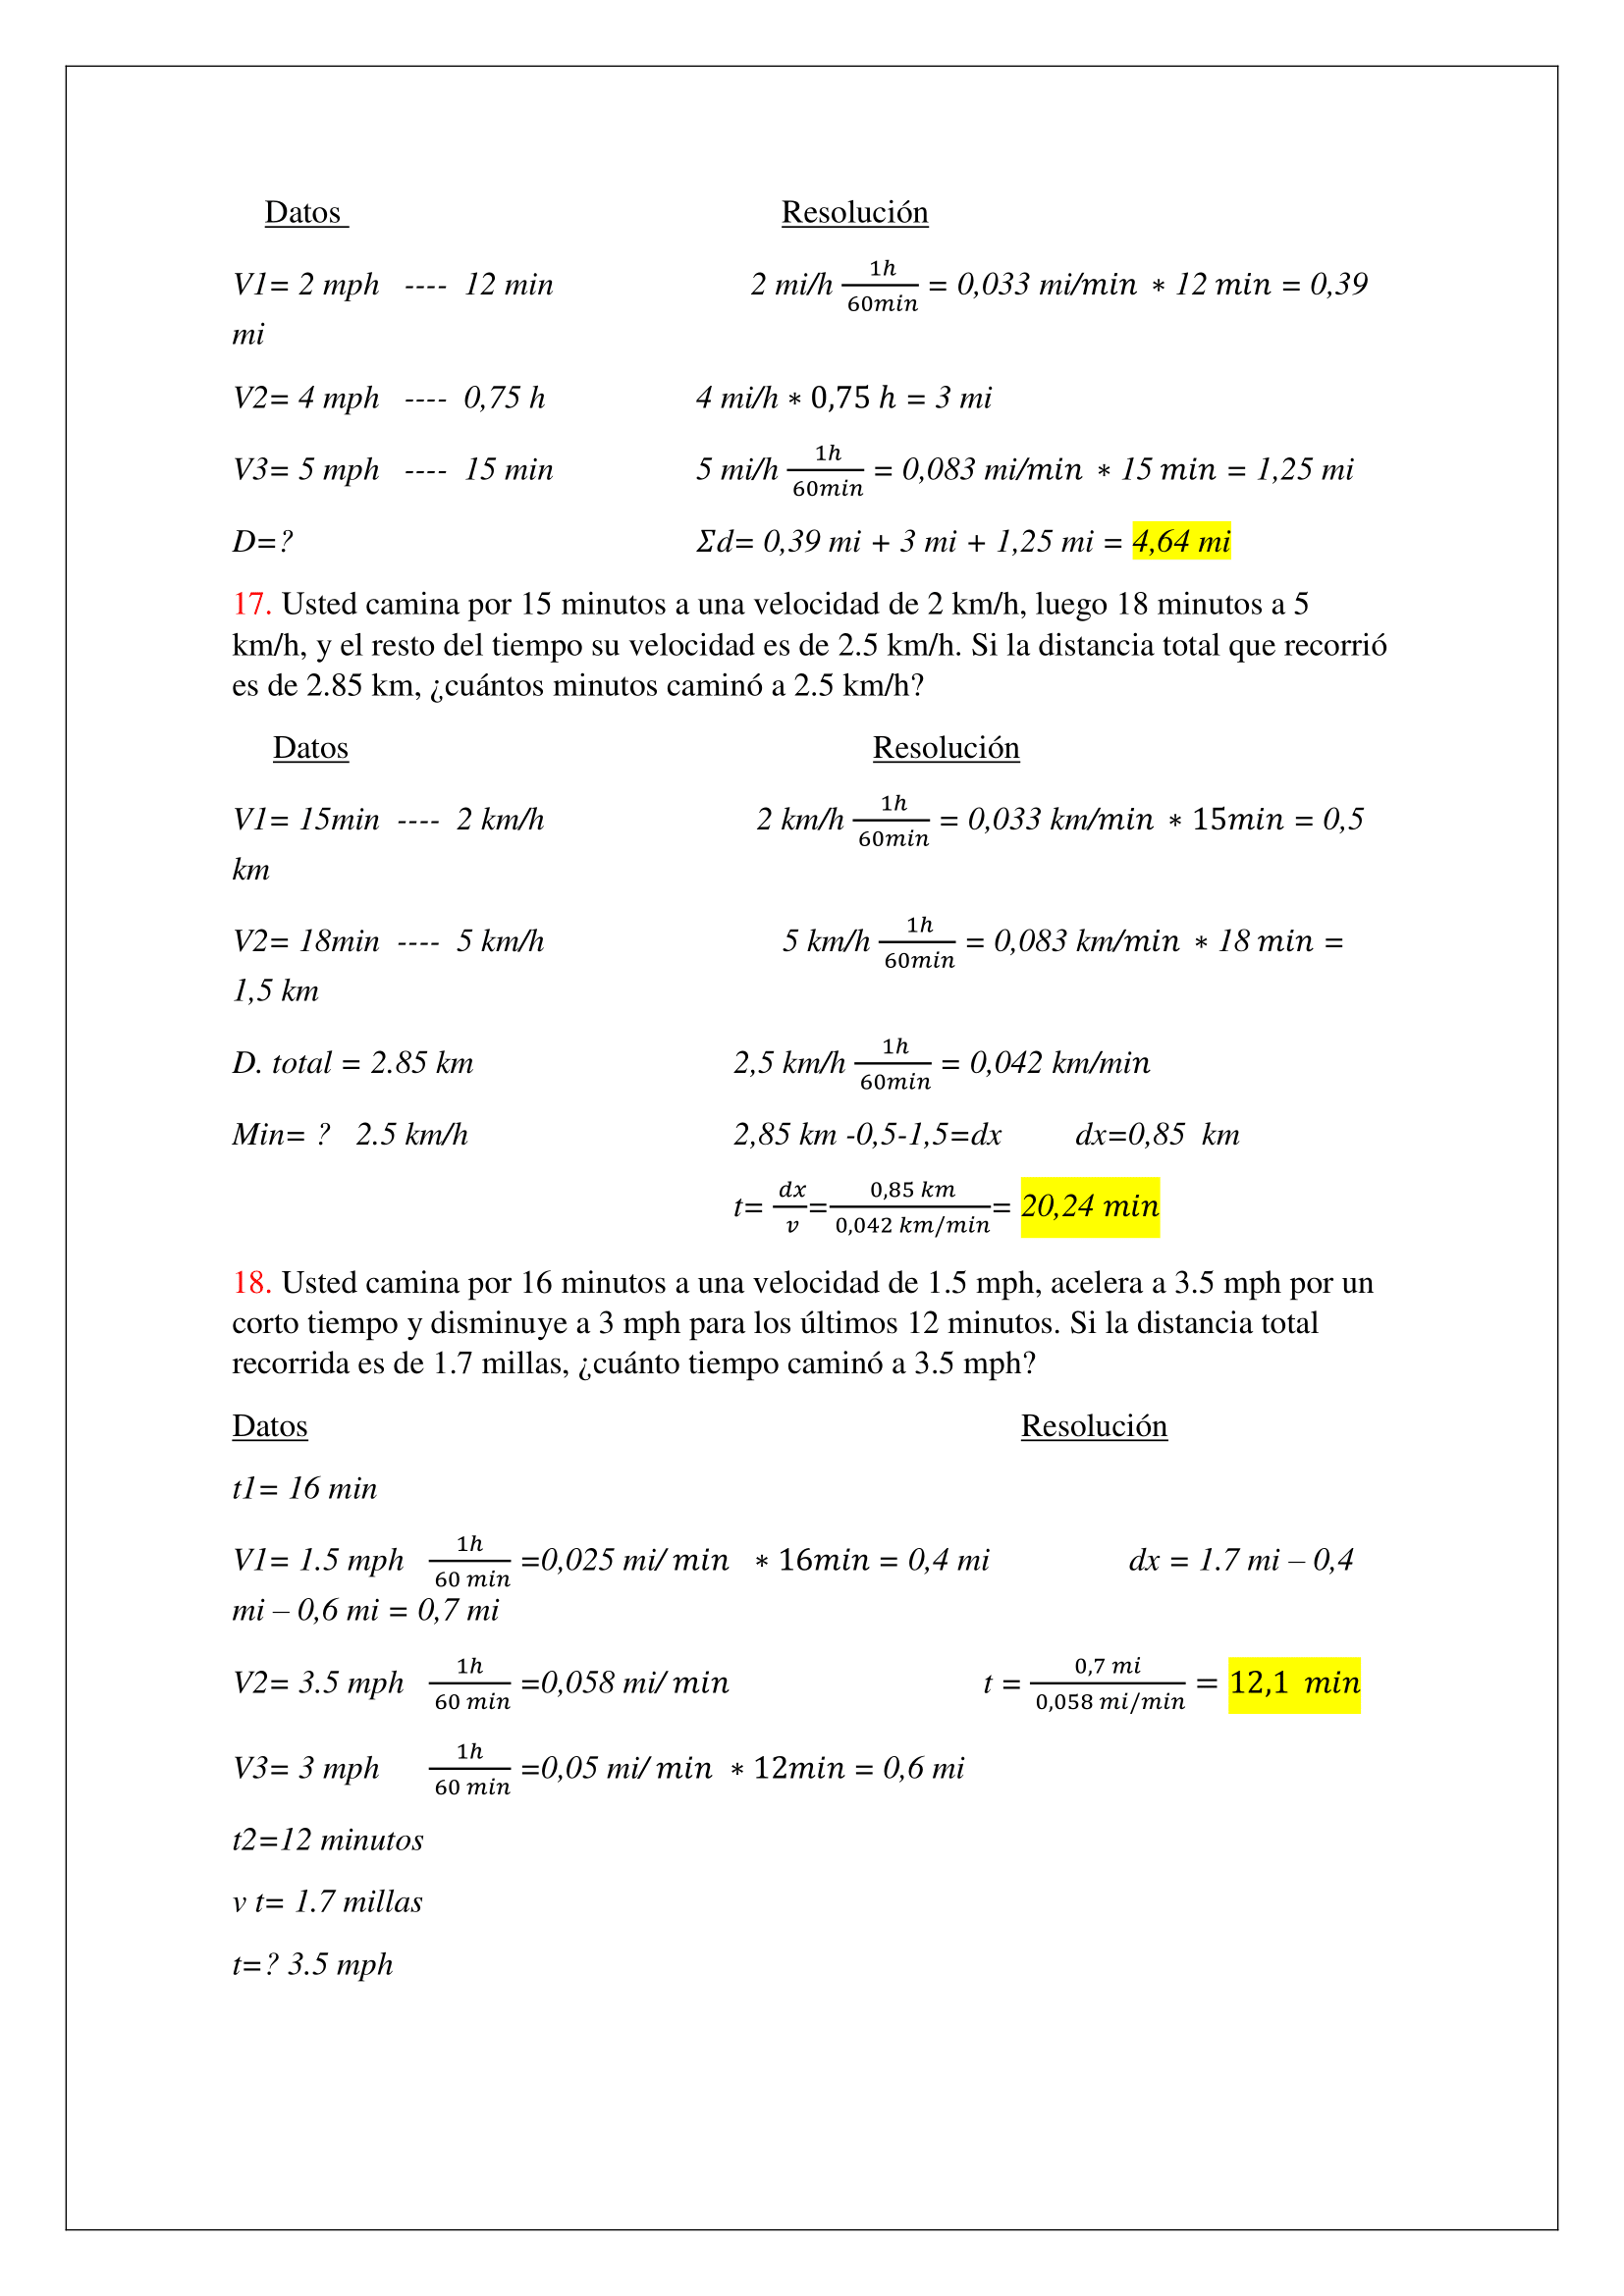 Datos Resolución
V1= 2 mph ---- 12 min 2 mi/h 1h/60min = 0,033 mi/min * 12 min = 0,39
mi
V2= 4 mph ---- 0,75 h 4 mi/h * 0,75 h = 3 mi
V3= 5 mph ---- 15 min 5 mi/h 1h/60min = 0,083 mi/min * 15 min = 1,25 mi
D=? Σd= 0,39 mi + 3 mi + 1,25 mi = 4,64 mi
17. Usted camina por 15 minutos a una velocidad de 2 km/h, luego 18 minutos a 5
km/h, y el resto del tiempo su velocidad es de 2.5 km/h. Si la distancia total que recorrió
es de 2.85 km, ¿cuántos minutos caminó a 2.5 km/h?
Datos Resolución
V1= 15min ---- 2 km/h 2 km/h 1h/60min = 0,033 km/min * 15min = 0,5
km
V2= 18min ---- 5 km/h 5 km/h 1h/60min = 0,083 km/min * 18 min =
1,5 km
D. total = 2.85 km 2,5 km/h 1h/60min = 0,042 km/min
Min= ? 2.5 km/h 2,85 km -0,5-1,5=dx dx=0,85 km
t= dx/v=0,85 km/0,042 km/min= 20,24 min
18. Usted camina por 16 minutos a una velocidad de 1.5 mph, acelera a 3.5 mph por un
corto tiempo y disminuye a 3 mph para los últimos 12 minutos. Si la distancia total
recorrida es de 1.7 millas, ¿cuánto tiempo caminó a 3.5 mph?
Datos Resolución
t1= 16 min
V1= 1.5 mph 1h/60 min =0,025 mi/ min * 16min = 0,4 mi dx = 1.7 mi – 0,4
mi – 0,6 mi = 0,7 mi
V2= 3.5 mph 1h/60 min =0,058 mi/ min t = 0,7 mi/0,058 mi/min = 12,1 min
V3= 3 mph 1h/60 min =0,05 mi/ min * 12min = 0,6 mi
t2=12 minutos
v t= 1.7 millas
t=? 3.5 mph